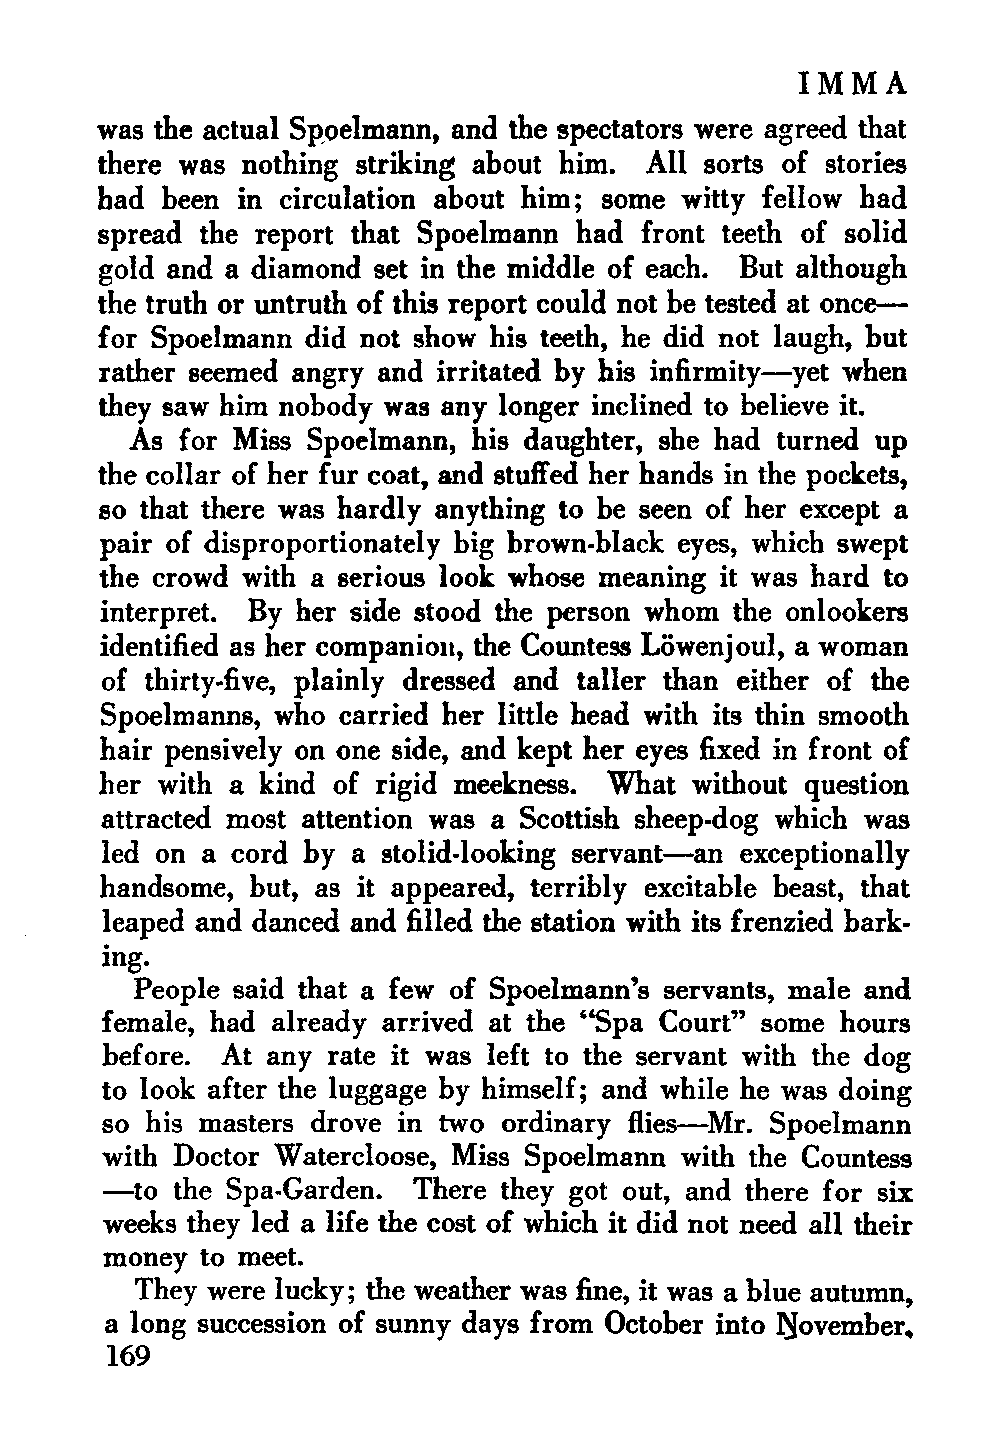 IMMA
was the actual Spoelmann, and the spectators were agreed that
there was nothing striking about him. All sorts of stories
had been in circulation about him; some witty fellow had
spread the report that Spoelmann had front teeth of solid
gold and a diamond set in the middle of each. But although
the truth or untruth of this report could not be tested at once—
for Spoelmann did not show his teeth, he did not laugh, but
rather seemed angry and irritated by his infirmity—yet when
they saw him nobody was any longer inclined to believe it.
As for Miss Spoelmann, his daughter, she had turned up
the collar of her fur coat, and stuffed her hands in the pockets,
so that there was hardly anything to be seen of her except a
pair of disproportionately big brown-black eyes, which swept
the crowd with a serious look whose meaning it was hard to
interpret. By her side stood the person whom the onlookers
identified as her companion, the Countess Löwenjoul, a woman
of thirty-five, plainly dressed and taller than either of the
Spoelmanns, who carried her little head with its thin smooth
hair pensively on one side, and kept her eyes fixed in front of
her with a kind of rigid meekness. What without question
attracted most attention was a Scottish sheep-dog which was
led on a cord by a stolid-looking servant—an exceptionally
handsome, but, as it appeared, terribly excitable beast, that
leaped and danced and filled the station with its frenzied bark-
ing.
People said that a few of Spoelmann's servants, male and
female, had already arrived at the “Spa Court” some hours
before. At any rate it was left to the servant with the dog
to look after the luggage by himself; and while he was doing
so his masters drove in two ordinary flies—Mr. Spoelmann
with Doctor Watercloose, Miss Spoelmann with the Countess
—to the Spa-Garden. There they got out, and there for six
weeks they led a life the cost of which it did not need all their
money to meet.
They were lucky; the weather was fine, it was a blue autumn,
a long succession of sunny days from October into November,
169